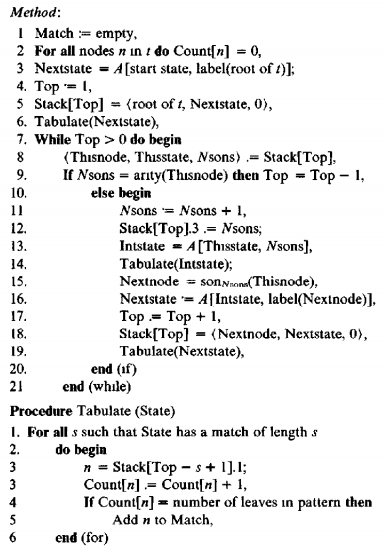 Method:
1 Match := empty,
2 For all nodes n in t do Count[n] = 0,
3 Nextstate = A[start state, label(root of t)];
4. Top := 1,
5 Stack[Top] = ⟨root of t, Nextstate, 0⟩,
6. Tabulate(Nextstate),
7. While Top > 0 do begin
8 ⟨Thisnode, Thisstate, Nsons⟩ .= Stack[Top],
9. If Nsons = arity(Thisnode) then Top = Top − 1,
10. else begin
11 Nsons := Nsons + 1,
12. Stack[Top].3 .= Nsons;
13. Intstate = A[Thisstate, Nsons],
14. Tabulate(Intstate);
15. Nextnode = sonNsons(Thisnode),
16. Nextstate := A[Intstate, label(Nextnode)],
17. Top .= Top + 1,
18. Stack[Top] = ⟨Nextnode, Nextstate, 0⟩,
19. Tabulate(Nextstate),
20. end (if)
21 end (while)
Procedure Tabulate (State)
1. For all s such that State has a match of length s
2. do begin
3 n = Stack[Top − s + 1].1;
3 Count[n] .= Count[n] + 1,
4 If Count[n] = number of leaves in pattern then
5 Add n to Match,
6 end (for)